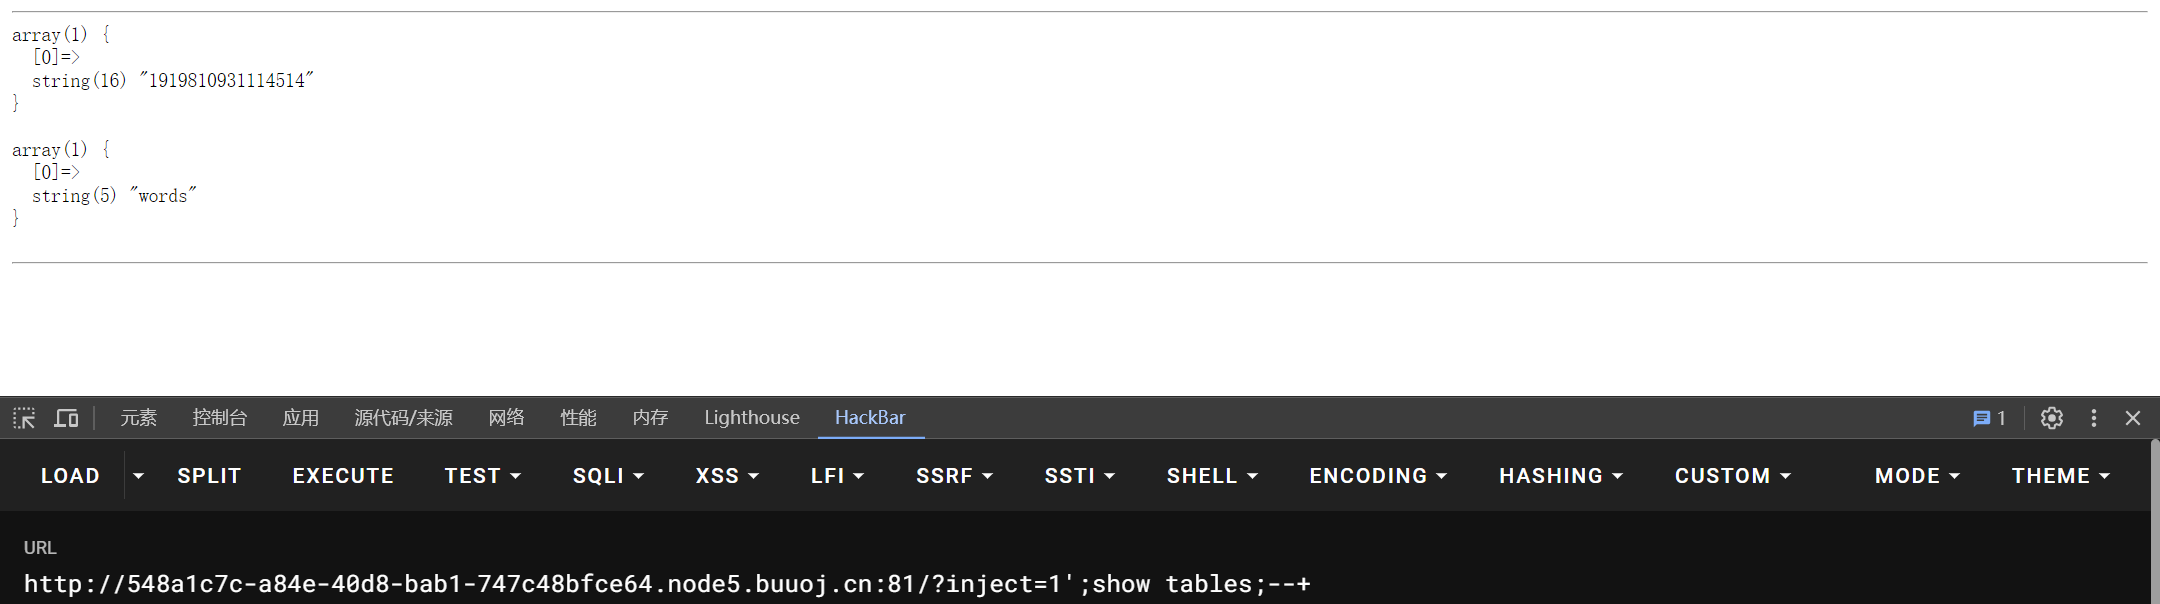 array(1) {
  [0]=>
  string(16) "1919810931114514"
}
array(1) {
  [0]=>
  string(5) "words"
}
元素 控制台 应用 源代码/来源 网络 性能 内存 Lighthouse HackBar 1
LOAD SPLIT EXECUTE TEST SQLI XSS LFI SSRF SSTI SHELL ENCODING HASHING CUSTOM MODE THEME
URL
http://548a1c7c-a84e-40d8-bab1-747c48bfce64.node5.buuoj.cn:81/?inject=1';show tables;--+